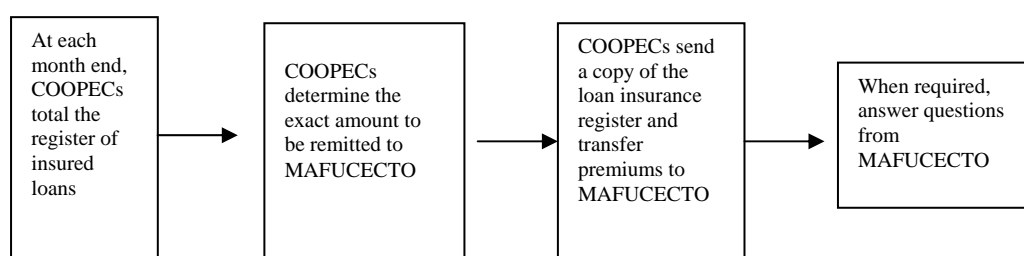 At each
month end,
COOPECs
total the
register of
insured
loans
COOPECs
determine the
exact amount to
be remitted to
MAFUCECTO
COOPECs send
a copy of the
loan insurance
register and
transfer
premiums to
MAFUCECTO
When required,
answer questions
from
MAFUCECTO